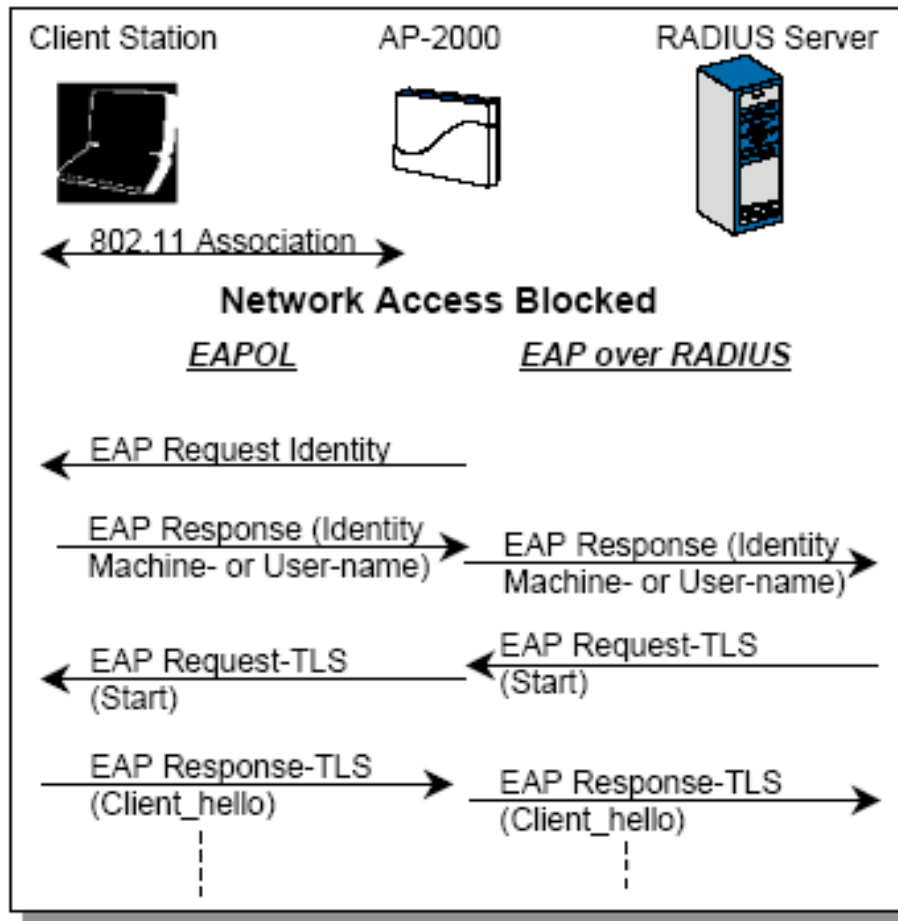 Client Station AP-2000 RADIUS Server
802.11 Association
Network Access Blocked
EAPOL EAP over RADIUS
EAP Request Identity
EAP Response (Identity
Machine- or User-name)
EAP Response (Identity
Machine- or User-name)
EAP Request-TLS
(Start)
EAP Request-TLS
(Start)
EAP Response-TLS
(Client_hello)
EAP Response-TLS
(Client_hello)